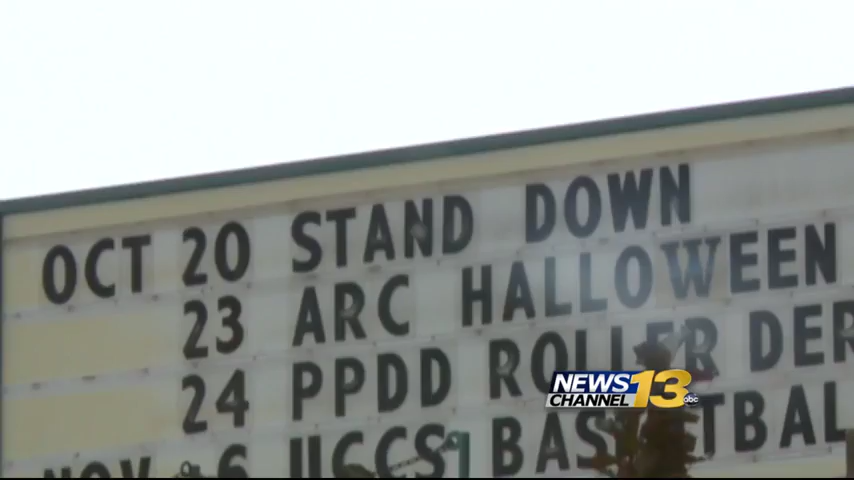 OCT 20 STAND DOWN
23 ARC HALLOWEEN
24 PPDD ROLLER DER
NOV 6 UCCS BASKETBAL
NEWS 13
CHANNEL abc